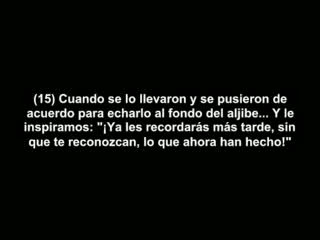 (15) Cuando se lo llevaron y se pusieron de
acuerdo para echarlo al fondo del aljibe... Y le
inspiramos: "¡Ya les recordarás más tarde, sin
que te reconozcan, lo que ahora han hecho!"